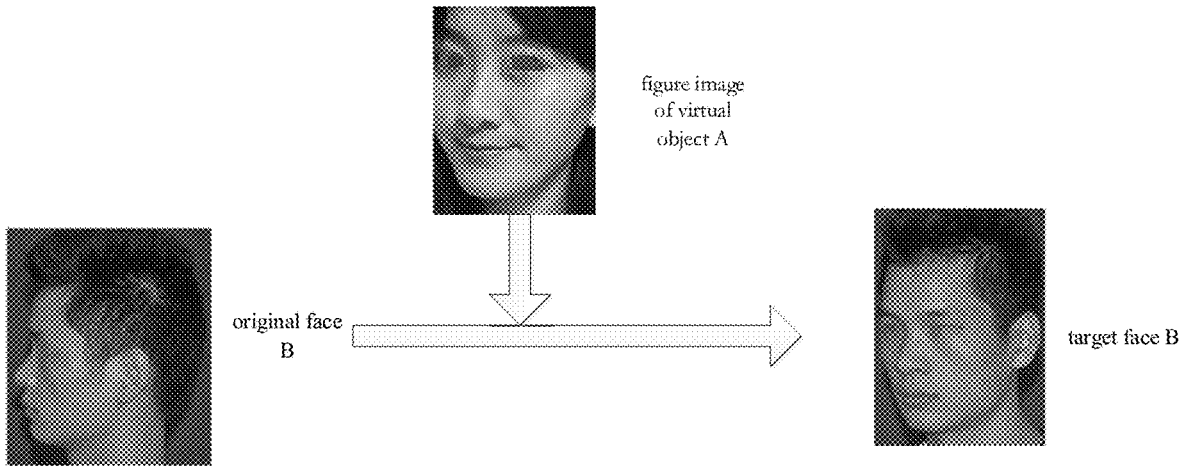 figure image
of virtual
object A
original face
B
target face B